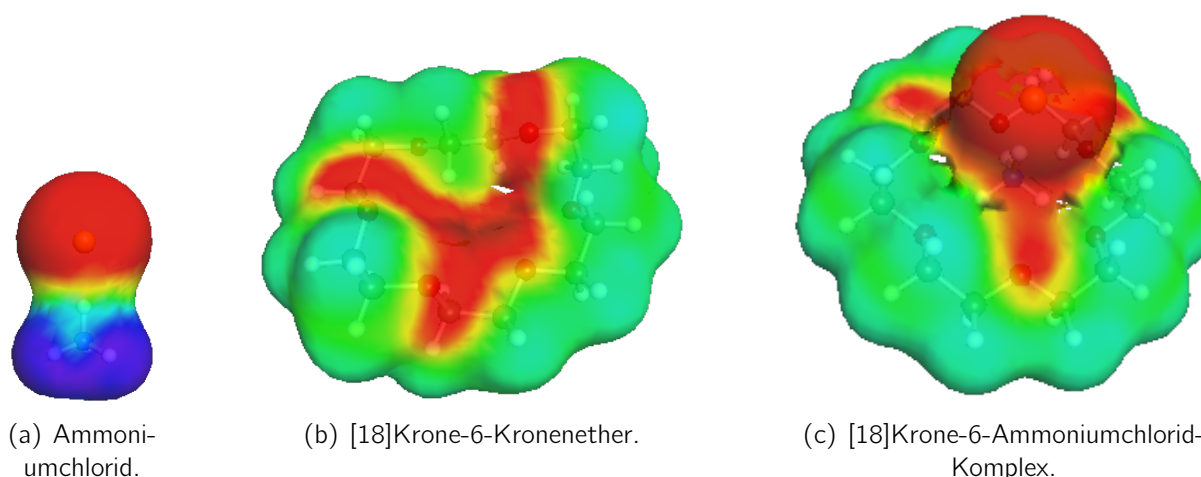 (a) Ammoni-
umchlorid.
(b) [18]Krone-6-Kronenether.
(c) [18]Krone-6-Ammoniumchlorid-
Komplex.